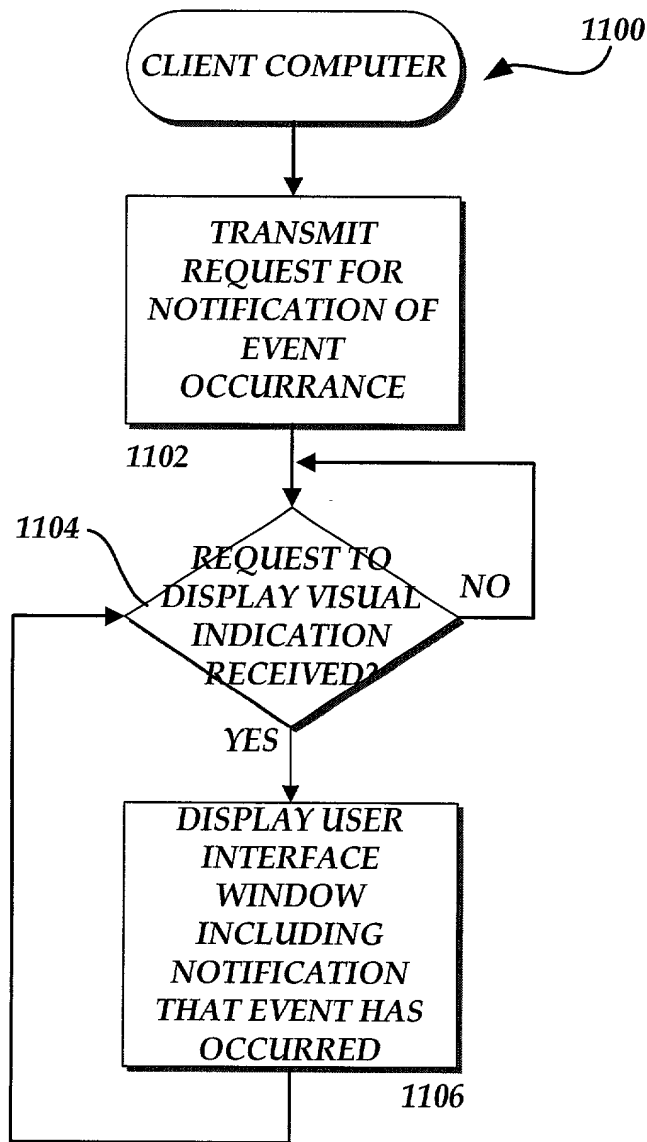 1100
CLIENT COMPUTER
TRANSMIT
REQUEST FOR
NOTIFICATION OF
EVENT
OCCURRANCE
1102
1104
REQUEST TO
DISPLAY VISUAL
INDICATION
RECEIVED?
NO
YES
DISPLAY USER
INTERFACE
WINDOW
INCLUDING
NOTIFICATION
THAT EVENT HAS
OCCURRED
1106